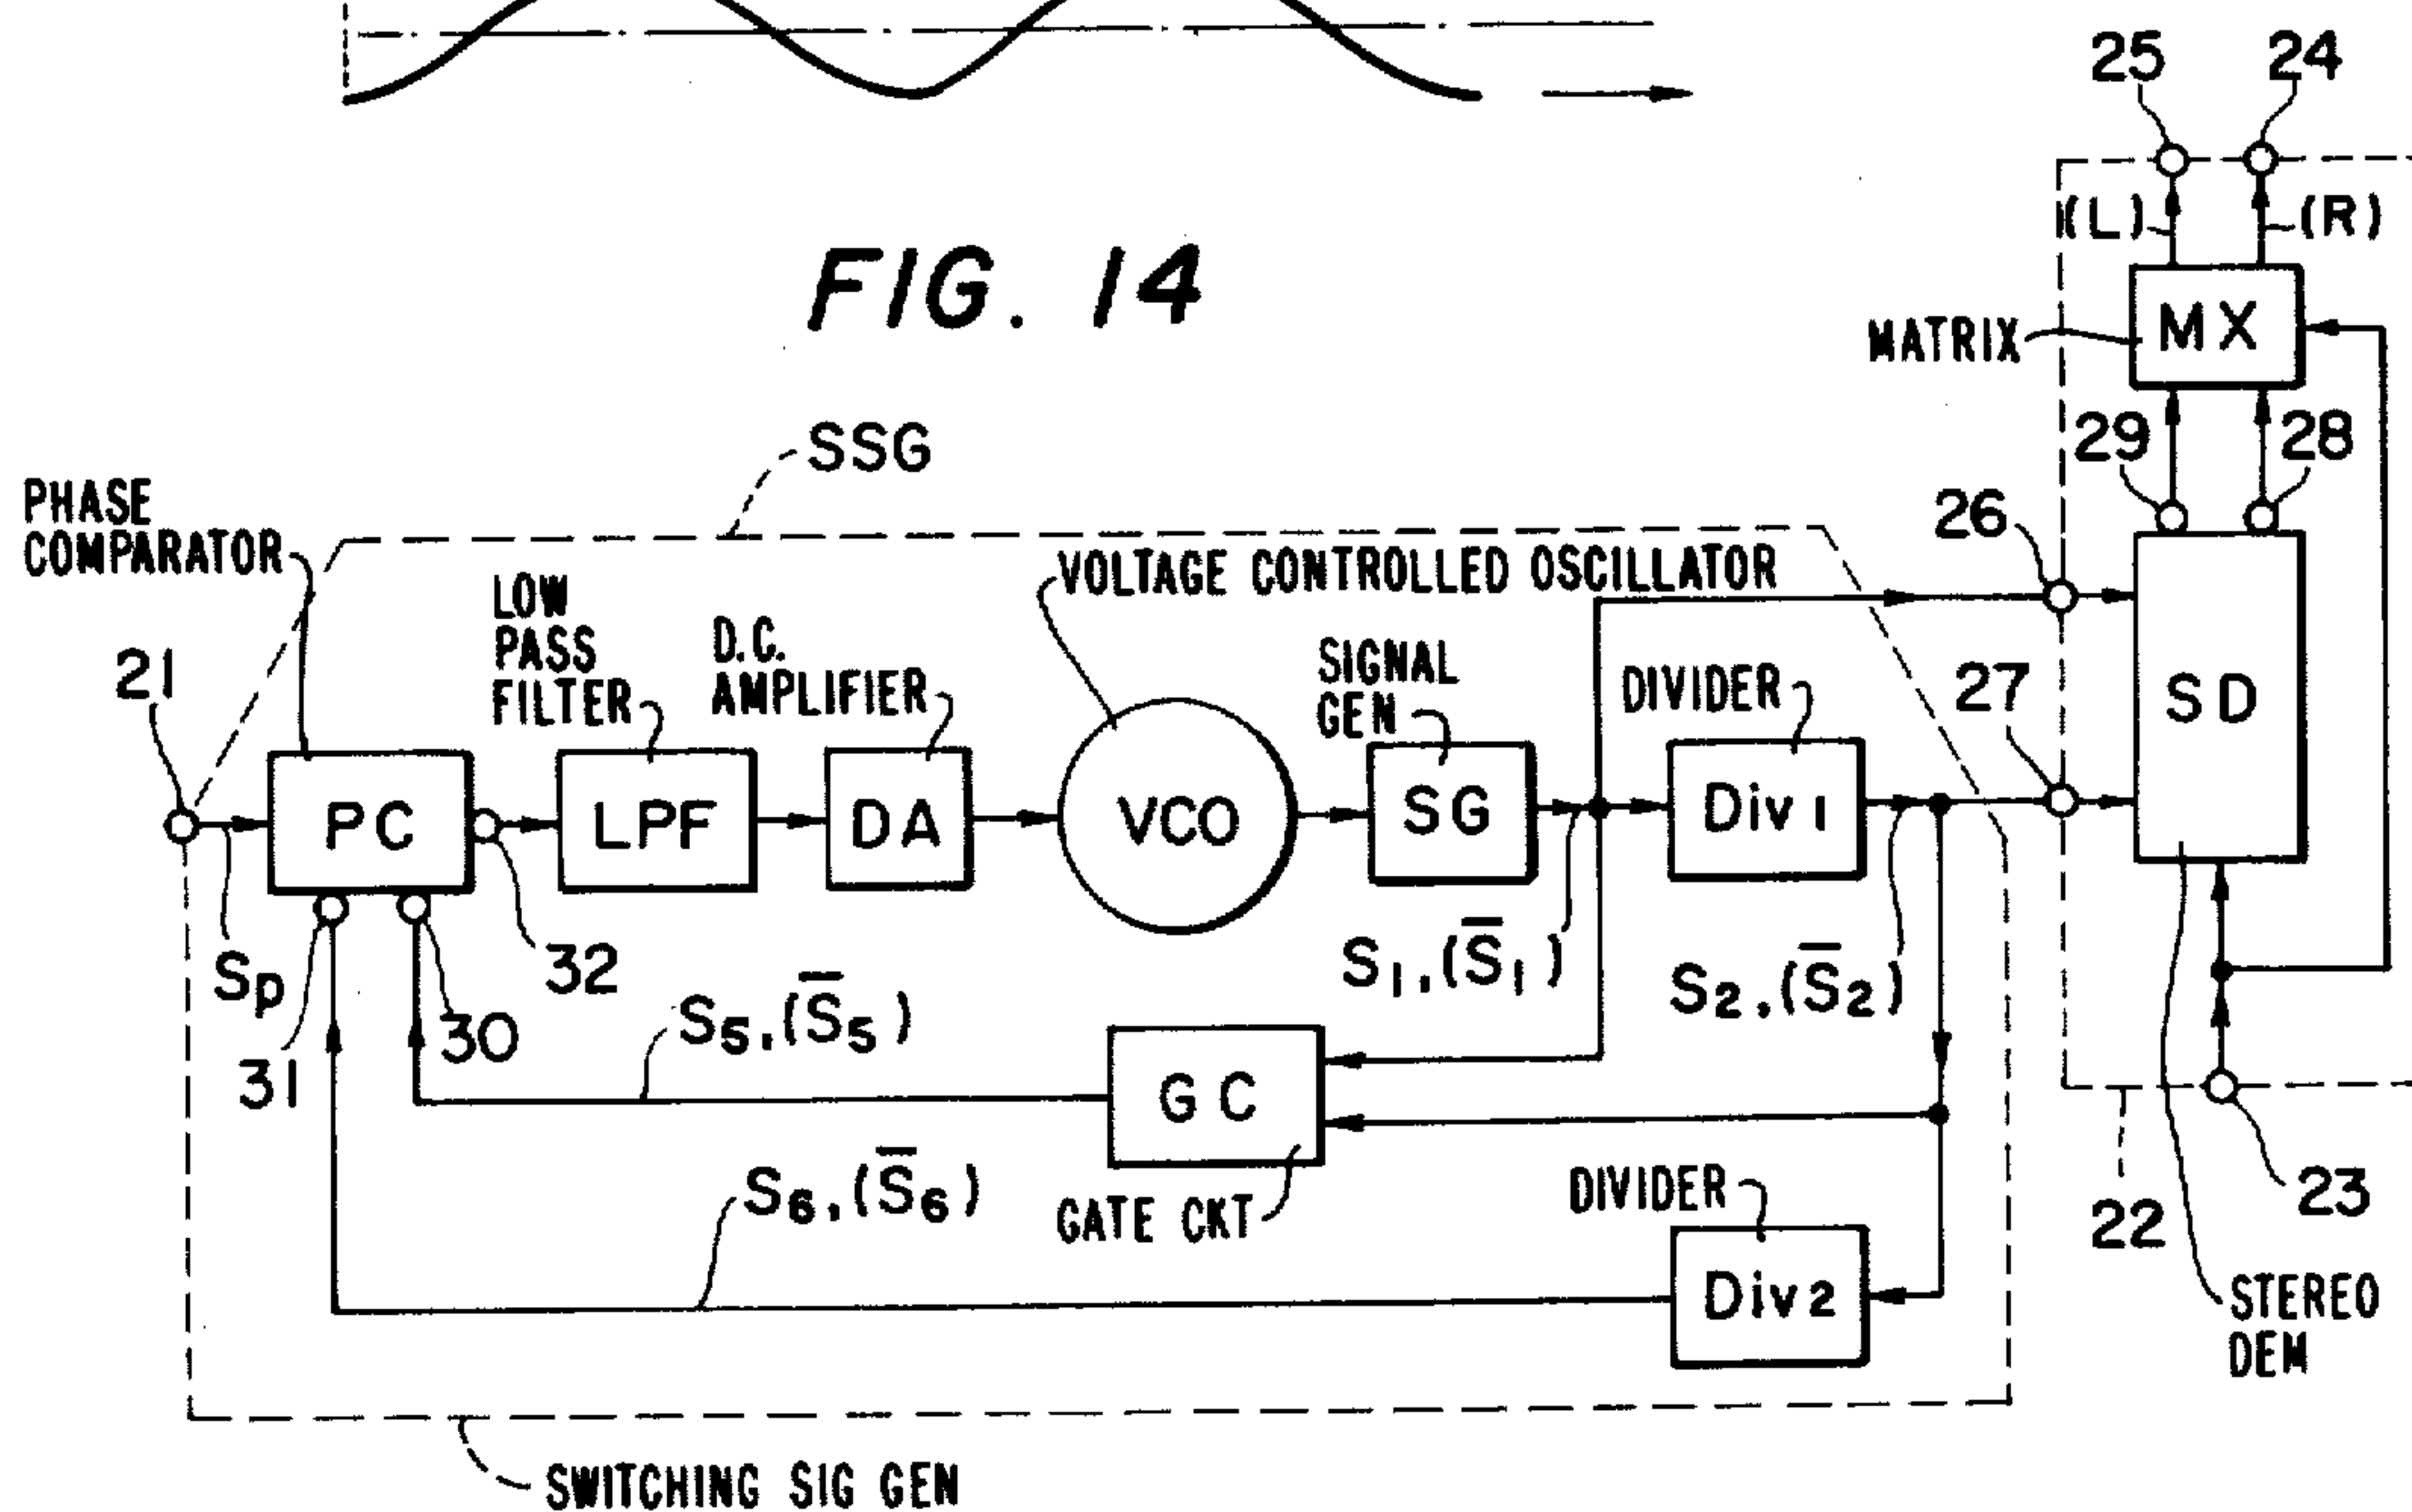 25
24
(L)
(R)
FIG. 14
MX
MATRIX
29
28
SSG
PHASE
COMPARATOR
26
VOLTAGE CONTROLLED OSCILLATOR
LOW
PASS
FILTER
D.C.
AMPLIFIER
SIGNAL
GEN
DIVIDER
27
21
SD
PC
LPF
DA
VCO
SG
Div 1
Sp
32
S1, (S̅1)
S2, (S̅2)
31
30
S5, (S̅5)
GC
S6, (S̅6)
GATE CKT
DIVIDER
22
23
Div2
STEREO
DEM
SWITCHING SIG GEN